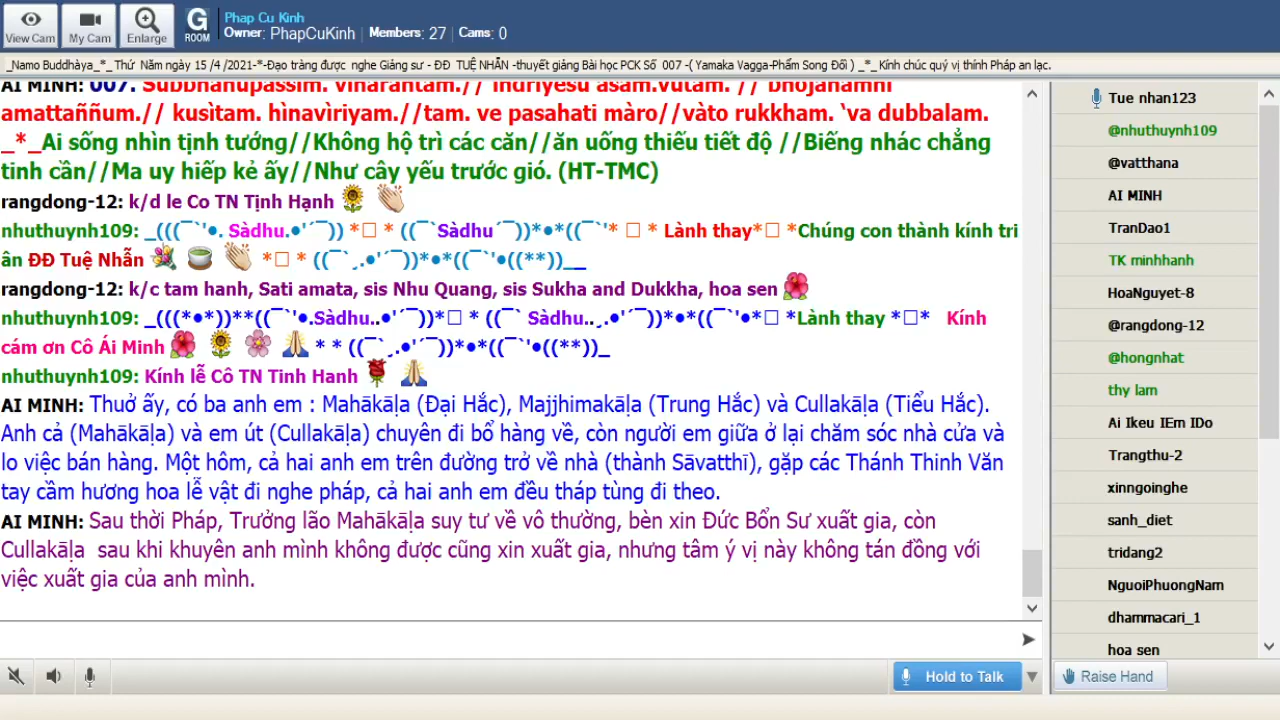 Phap Cu Kinh
Owner: PhapCuKinh | Members: 27 | Cams: 0
View Cam
My Cam
Enlarge
G ROOM
_Namo Buddhàya_*_ Thứ Năm ngày 15 /4 /2021-*-Đạo tràng được nghe Giảng sư - ĐĐ TUỆ NHẪN -thuyết giảng Bài học PCK Số 007 -( Yamaka Vagga-Phẩm Song Đối ) _*_ Kính chúc quý vị thính Pháp an lạc.
AI MINH: 007. Subbhànupassim. viharantam.// indriyesu asam.vutam. // bhojanamhi
amattaññum.// kusìtam. hìnavìriyam.//tam. ve pasahati màro//vàto rukkham. ‘va dubbalam.
_*_Ai sống nhìn tịnh tướng//Không hộ trì các căn//ăn uống thiếu tiết độ //Biếng nhác chẳng
tinh cần//Ma uy hiếp kẻ ấy//Như cây yếu trước gió. (HT-TMC)
rangdong-12: k/d le Co TN Tịnh Hạnh
nhuthuynh109: _(((¯`'•. Sàdhu.•'´¯)) *□ * ((¯`Sàdhu´¯))*•*((¯`'* □ * Lành thay*□ *Chúng con thành kính tri
ân ĐĐ Tuệ Nhẫn *□ * ((¯`¸.•'´¯))*•*((¯`'•((**))__
rangdong-12: k/c tam hanh, Sati amata, sis Nhu Quang, sis Sukha and Dukkha, hoa sen
nhuthuynh109: _(((*•*))**((¯`'•.Sàdhu..•'´¯))*□ * ((¯` Sàdhu..¸.•'´¯))*•*((¯`'•*□ *Lành thay *□* Kính
cám ơn Cô Ái Minh * * ((¯`¸.•'´¯))*•*((¯`'•((**))_
nhuthuynh109: Kính lễ Cô TN Tinh Hanh
AI MINH: Thuở ấy, có ba anh em : Mahākāḷa (Đại Hắc), Majjhimakāḷa (Trung Hắc) và Cullakāḷa (Tiểu Hắc).
Anh cả (Mahākāḷa) và em út (Cullakāḷa) chuyên đi bổ hàng về, còn người em giữa ở lại chăm sóc nhà cửa và
lo việc bán hàng. Một hôm, cả hai anh em trên đường trở về nhà (thành Sāvatthī), gặp các Thánh Thinh Văn
tay cầm hương hoa lễ vật đi nghe pháp, cả hai anh em đều tháp tùng đi theo.
AI MINH: Sau thời Pháp, Trưởng lão Mahākāḷa suy tư về vô thường, bèn xin Đức Bổn Sư xuất gia, còn
Cullakāḷa sau khi khuyên anh mình không được cũng xin xuất gia, nhưng tâm ý vị này không tán đồng với
việc xuất gia của anh mình.
Hold to Talk
Tue nhan123
@nhuthuynh109
@vatthana
AI MINH
TranDao1
TK minhhanh
HoaNguyet-8
@rangdong-12
@hongnhat
thy lam
Ai Ikeu IEm IDo
Trangthu-2
xinngoinghe
sanh_diet
tridang2
NguoiPhuongNam
dhammacari_1
hoa sen
Raise Hand